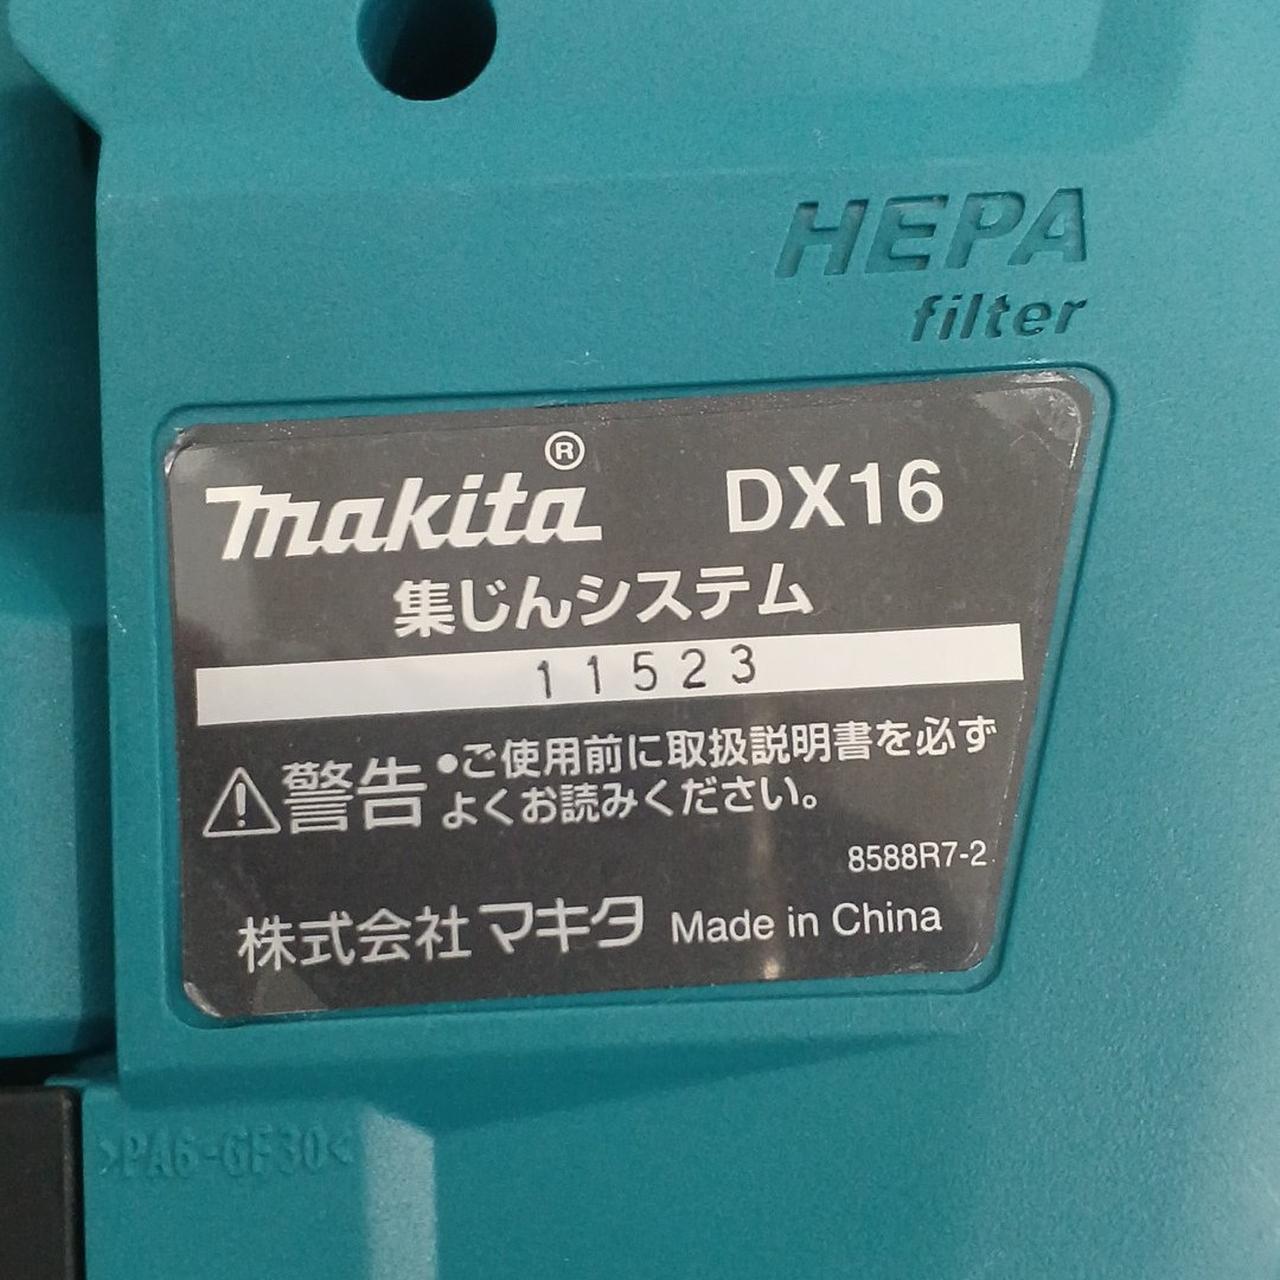 HEPA
filter
makita® DX16
集じんシステム
11523
警告 •ご使用前に取扱説明書を必ず
よくお読みください。
8588R7-2
株式会社マキタ Made in China
>PA6-GF30<